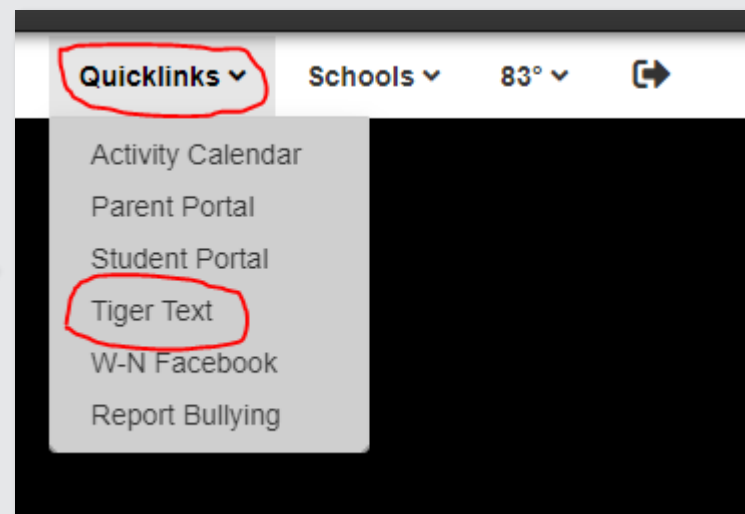 Quicklinks Schools 83°
Activity Calendar
Parent Portal
Student Portal
Tiger Text
W-N Facebook
Report Bullying